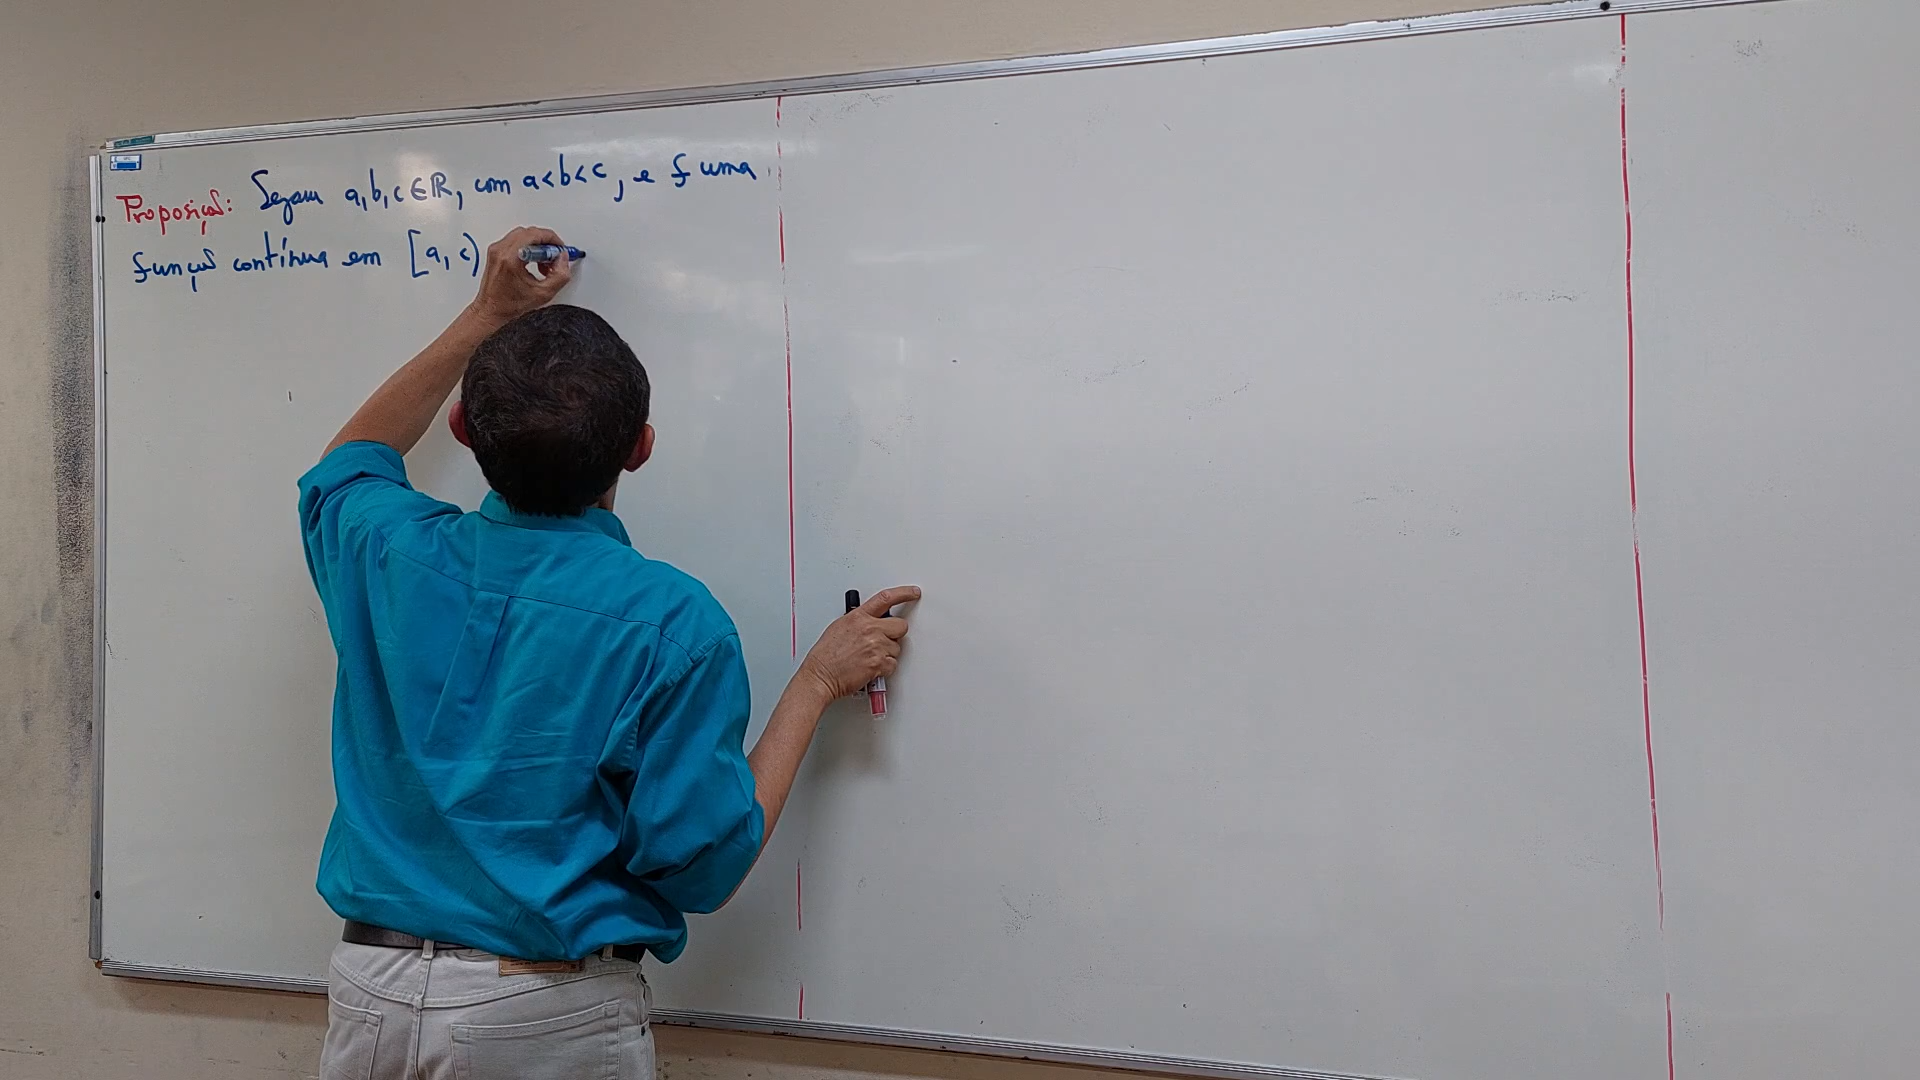 Proposição: Sejam a,b,c ∈ ℝ, com a<b<c, e f uma
função contínua em [a, c)